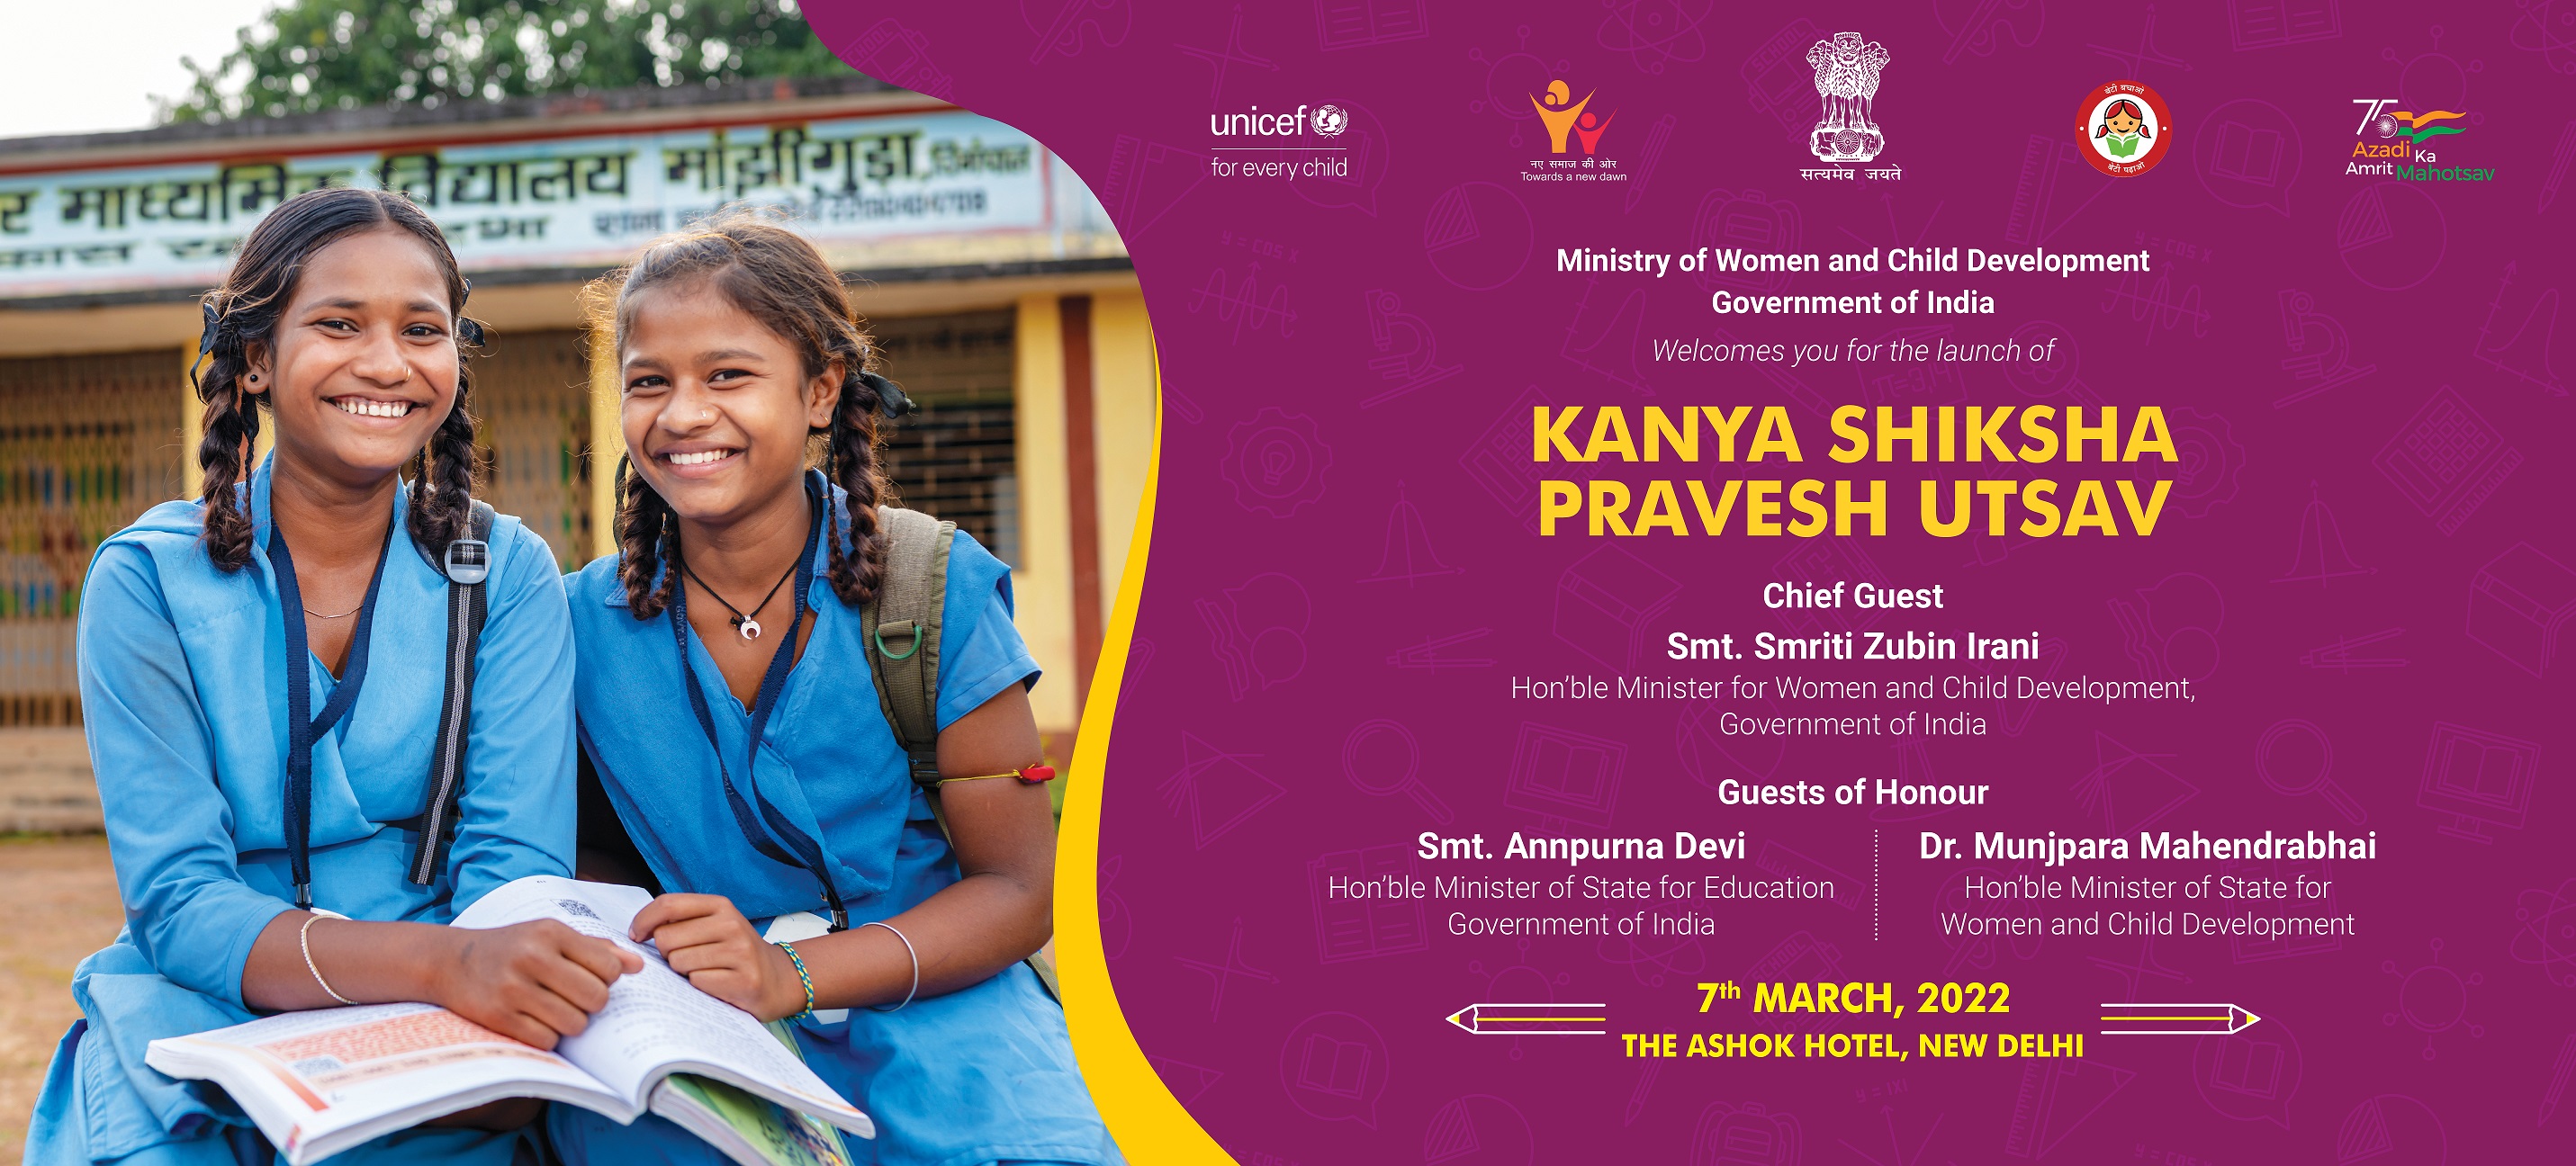 र माध्यमिक विद्यालय मांझीगुड़ा
unicef
for every child
नए समाज की ओर
Towards a new dawn
सत्यमेव जयते
बेटी बचाओ
बेटी पढ़ाओ
75
Azadi Ka
Amrit Mahotsav
Ministry of Women and Child Development
Government of India
Welcomes you for the launch of
KANYA SHIKSHA
PRAVESH UTSAV
Chief Guest
Smt. Smriti Zubin Irani
Hon’ble Minister for Women and Child Development,
Government of India
Guests of Honour
Smt. Annpurna Devi
Hon’ble Minister of State for Education
Government of India
Dr. Munjpara Mahendrabhai
Hon’ble Minister of State for
Women and Child Development
7th MARCH, 2022
THE ASHOK HOTEL, NEW DELHI